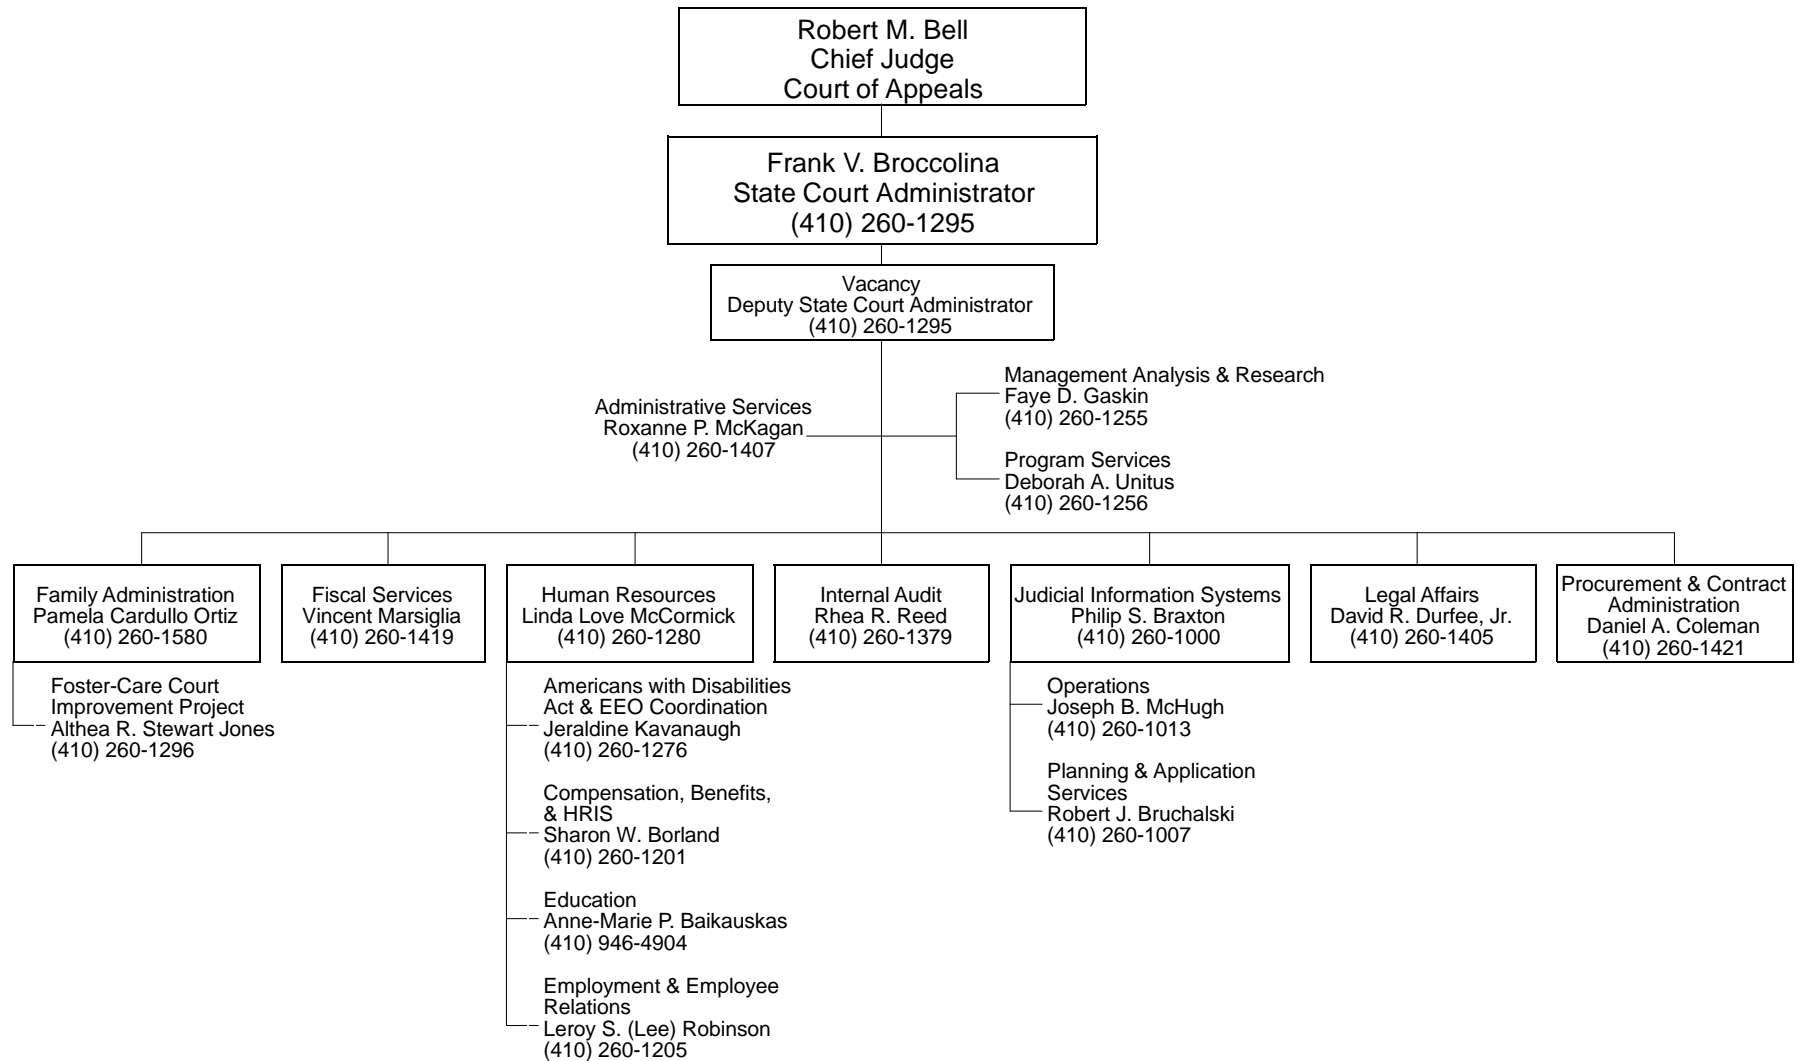 Robert M. Bell
Chief Judge
Court of Appeals
Frank V. Broccolina
State Court Administrator
(410) 260-1295
Vacancy
Deputy State Court Administrator
(410) 260-1295
Administrative Services
Roxanne P. McKagan
(410) 260-1407
Management Analysis & Research
Faye D. Gaskin
(410) 260-1255
Program Services
Deborah A. Unitus
(410) 260-1256
Family Administration
Pamela Cardullo Ortiz
(410) 260-1580
Foster-Care Court
Improvement Project
Althea R. Stewart Jones
(410) 260-1296
Fiscal Services
Vincent Marsiglia
(410) 260-1419
Human Resources
Linda Love McCormick
(410) 260-1280
Americans with Disabilities
Act & EEO Coordination
Jeraldine Kavanaugh
(410) 260-1276
Compensation, Benefits,
& HRIS
Sharon W. Borland
(410) 260-1201
Education
Anne-Marie P. Baikauskas
(410) 946-4904
Employment & Employee
Relations
Leroy S. (Lee) Robinson
(410) 260-1205
Internal Audit
Rhea R. Reed
(410) 260-1379
Judicial Information Systems
Philip S. Braxton
(410) 260-1000
Operations
Joseph B. McHugh
(410) 260-1013
Planning & Application
Services
Robert J. Bruchalski
(410) 260-1007
Legal Affairs
David R. Durfee, Jr.
(410) 260-1405
Procurement & Contract
Administration
Daniel A. Coleman
(410) 260-1421